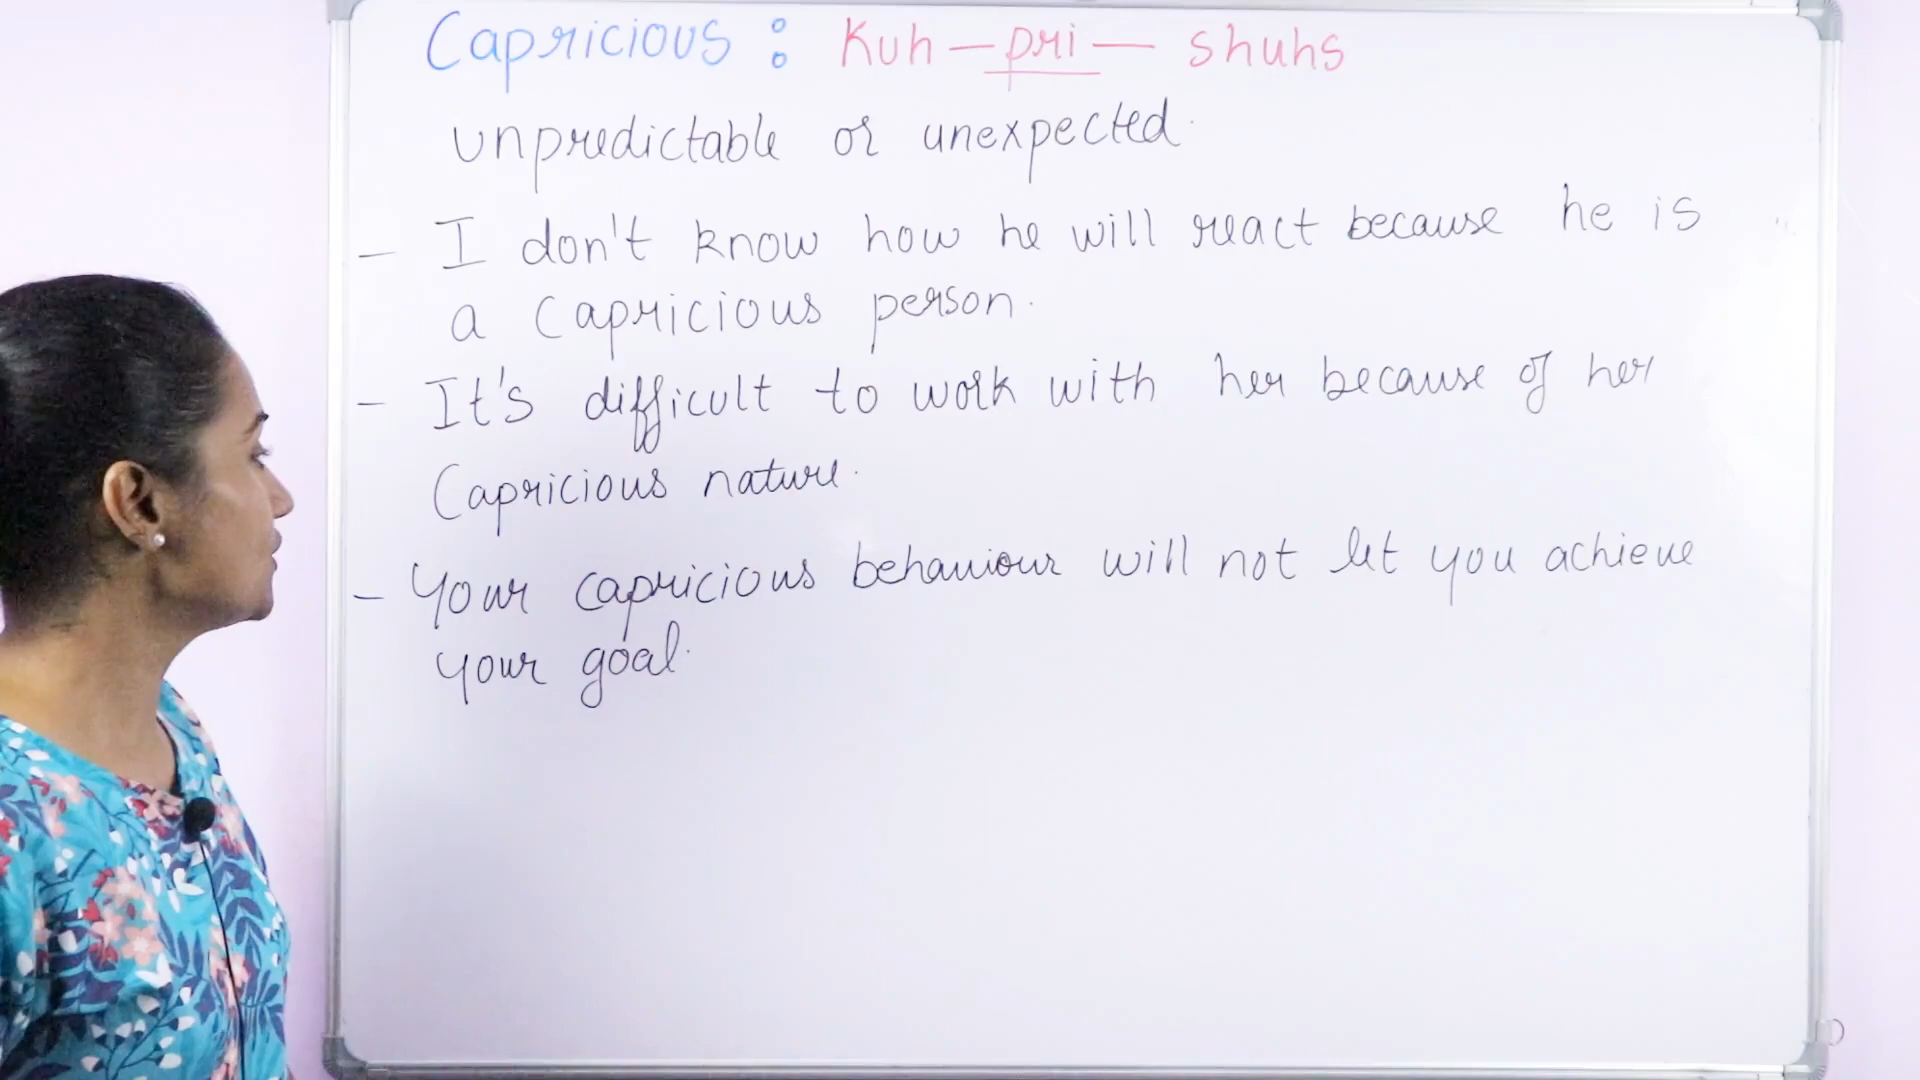 Capricious : Kuh - pri - shuhs
unpredictable or unexpected.
- I don't know how he will react because he is
a capricious person.
- It's difficult to work with her because of her
Capricious nature.
- Your capricious behaviour will not let you achieve
your goal.